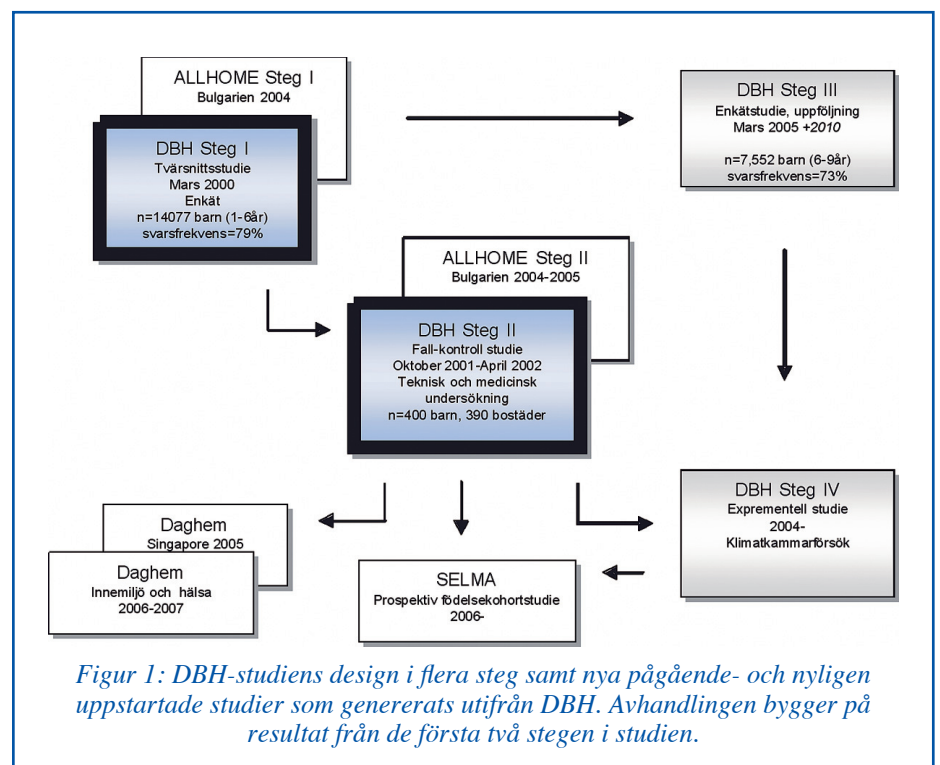 ALLHOME Steg I
Bulgarien 2004
DBH Steg I
Tvärsnittsstudie
Mars 2000
Enkät
n=14077 barn (1-6år)
svarsfrekvens=79%
DBH Steg III
Enkätstudie, uppföljning
Mars 2005 +2010
n=7,552 barn (6-9år)
svarsfrekvens=73%
ALLHOME Steg II
Bulgarien 2004-2005
DBH Steg II
Fall-kontroll studie
Oktober 2001-April 2002
Teknisk och medicinsk
undersökning
n=400 barn, 390 bostäder
DBH Steg IV
Exprementell studie
2004-
Klimatkammarförsök
Daghem
Singapore 2005
Daghem
Innemiljö och hälsa
2006-2007
SELMA
Prospektiv födelsekohortstudie
2006-
Figur 1: DBH-studiens design i flera steg samt nya pågående- och nyligen
uppstartade studier som genererats utifrån DBH. Avhandlingen bygger på
resultat från de första två stegen i studien.